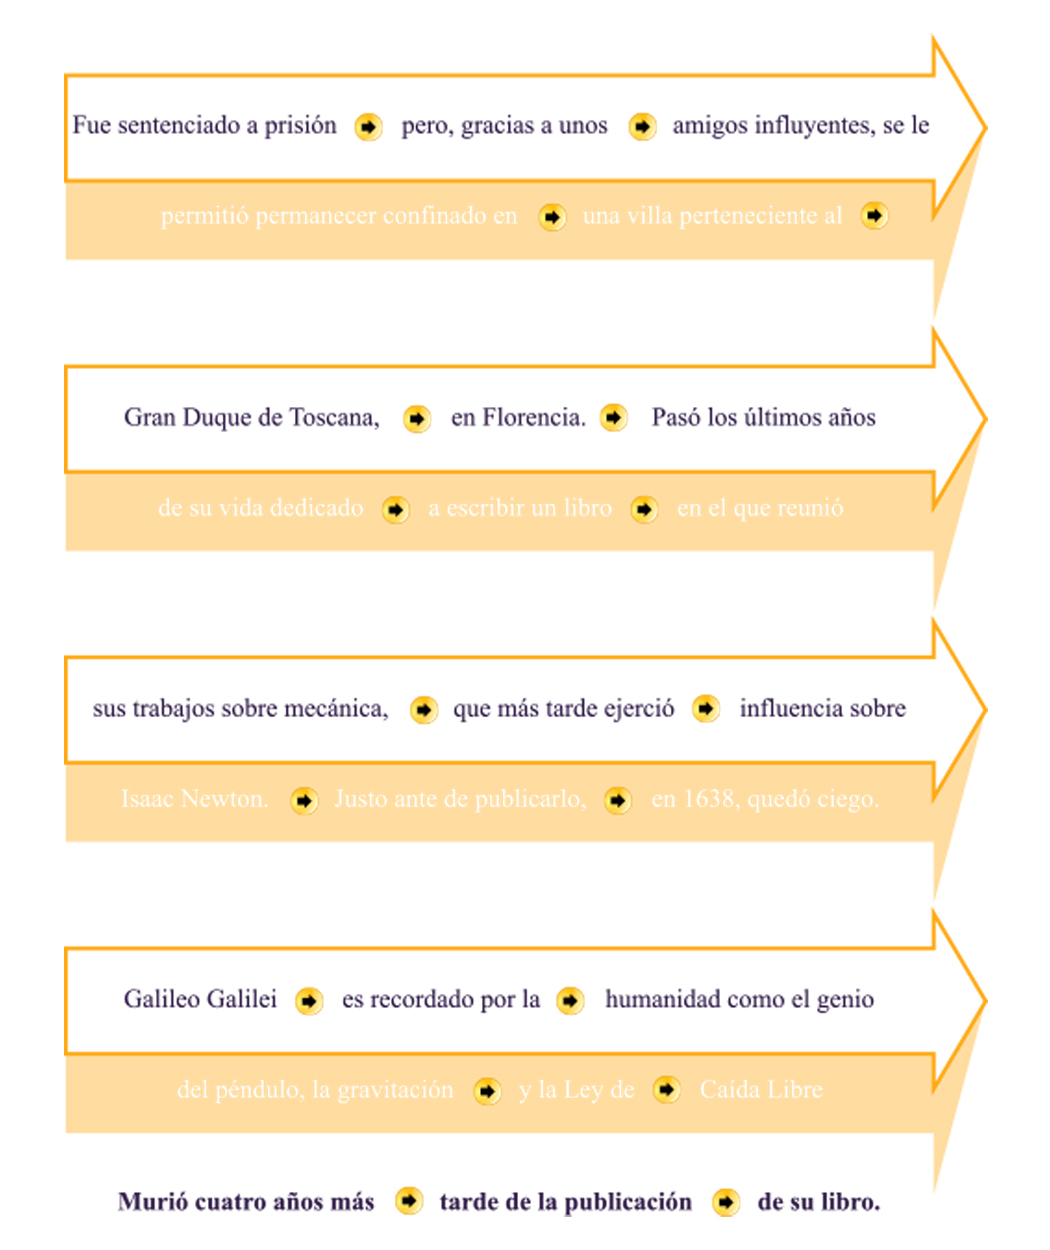 Fue sentenciado a prisión pero, gracias a unos amigos influyentes, se le
permitió permanecer confinado en una villa perteneciente al
Gran Duque de Toscana, en Florencia. Pasó los últimos años
de su vida dedicado a escribir un libro en el que reunió
sus trabajos sobre mecánica, que más tarde ejerció influencia sobre
Isaac Newton. Justo ante de publicarlo, en 1638, quedó ciego.
Galileo Galilei es recordado por la humanidad como el genio
del péndulo, la gravitación y la Ley de Caída Libre
Murió cuatro años más tarde de la publicación de su libro.